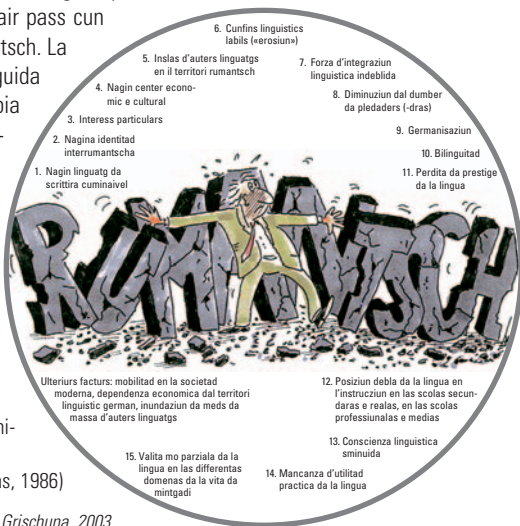 air pass cun
tsch. La
guida
bia
-
6. Cunfins linguistics
labils («erosiun»)
5. Inslas d'auters linguatgs
en il territori rumantsch
7. Forza d'integraziun
linguistica indeblida
4. Nagin center econo-
mic e cultural
8. Diminuziun dal dumber
da pledaders (-dras)
3. Interess particulars
9. Germanisaziun
2. Nagina identitad
interrumantscha
10. Bilinguitad
1. Nagin linguatg da
scrittira cuminaivel
11. Perdita da prestige
da la lingua
RUMANTSCH
Ulteriurs facturs: mobilitad en la societad
moderna, dependenza economica dal territori
linguistic german, inundaziun da meds da
massa d'auters linguatgs
12. Posiziun debla da la lingua en
l'instrucziun en las scolas secun-
daras e realas, en las scolas
professiunalas e medias
13. Conscienza linguistica
sminuida
15. Valita mo parziala da la
lingua en las differentas
domenas da la vita da
mintgadi
14. Mancanza d'utilitad
practica da la lingua
ni-
as, 1986)
Grischuna, 2003